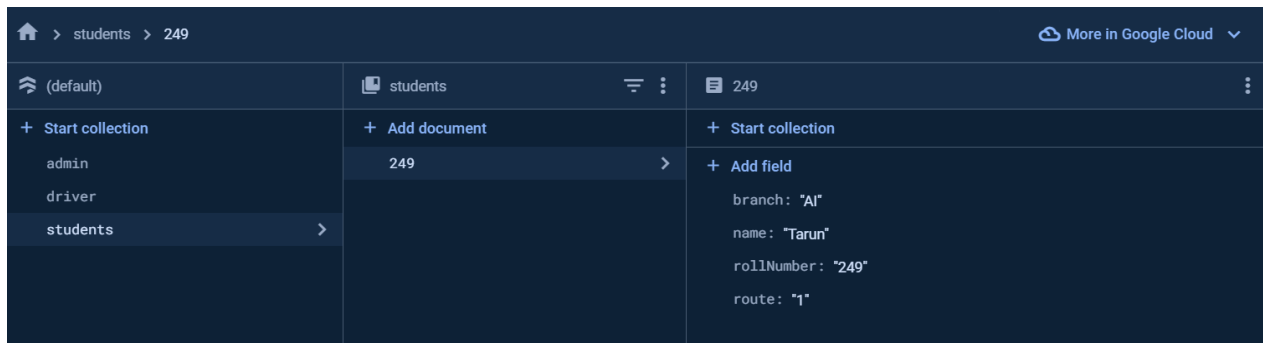 students > 249
More in Google Cloud
(default)
students
249
+ Start collection
+ Add document
+ Start collection
admin
249
+ Add field
driver
branch: "AI"
students
name: "Tarun"
rollNumber: "249"
route: "1"